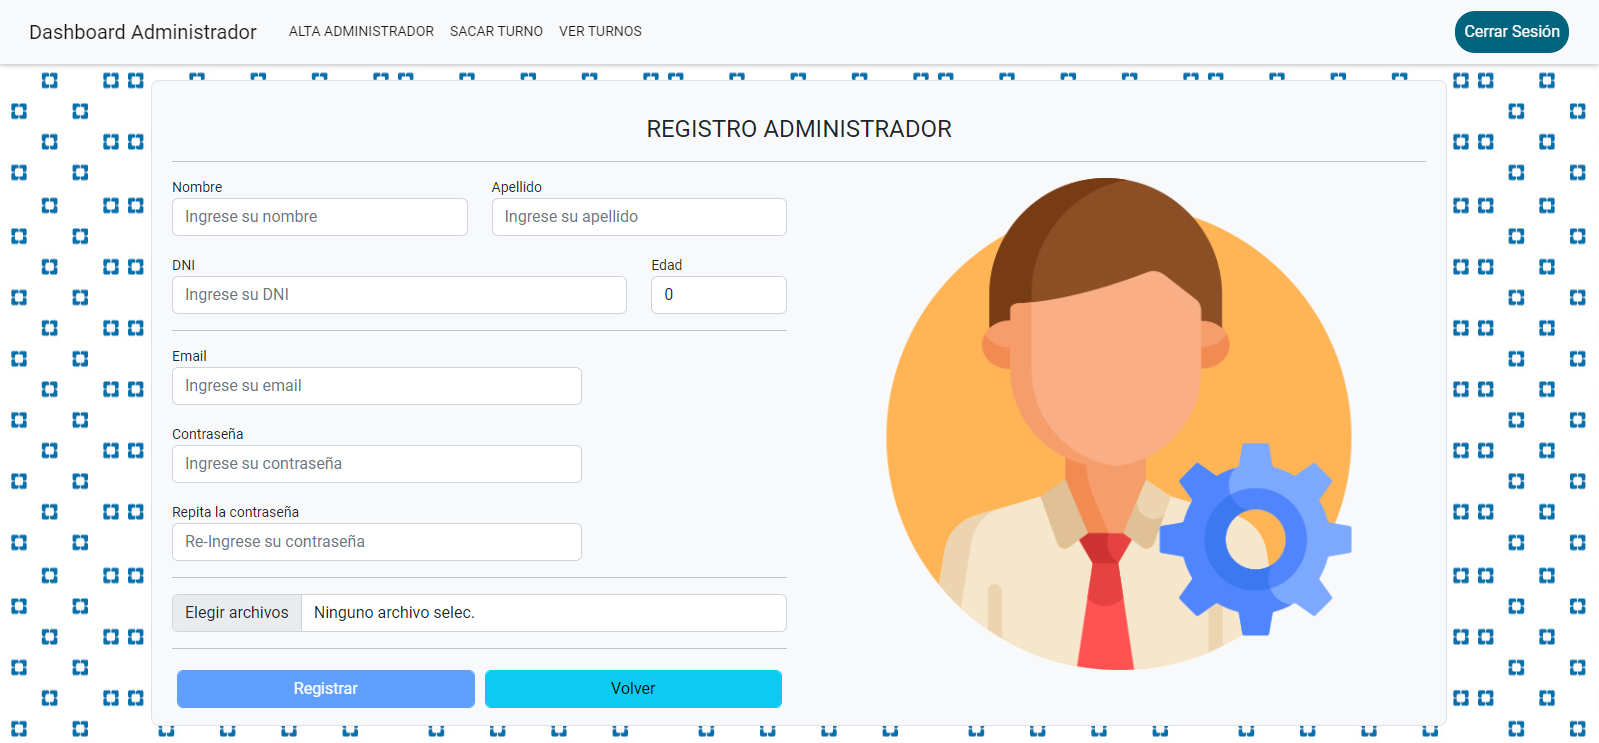 Dashboard Administrador ALTA ADMINISTRADOR SACAR TURNO VER TURNOS Cerrar Sesión
REGISTRO ADMINISTRADOR
Nombre Apellido
Ingrese su nombre Ingrese su apellido
DNI Edad
Ingrese su DNI 0
Email
Ingrese su email
Contraseña
Ingrese su contraseña
Repita la contraseña
Re-Ingrese su contraseña
Elegir archivos Ninguno archivo selec.
Registrar Volver